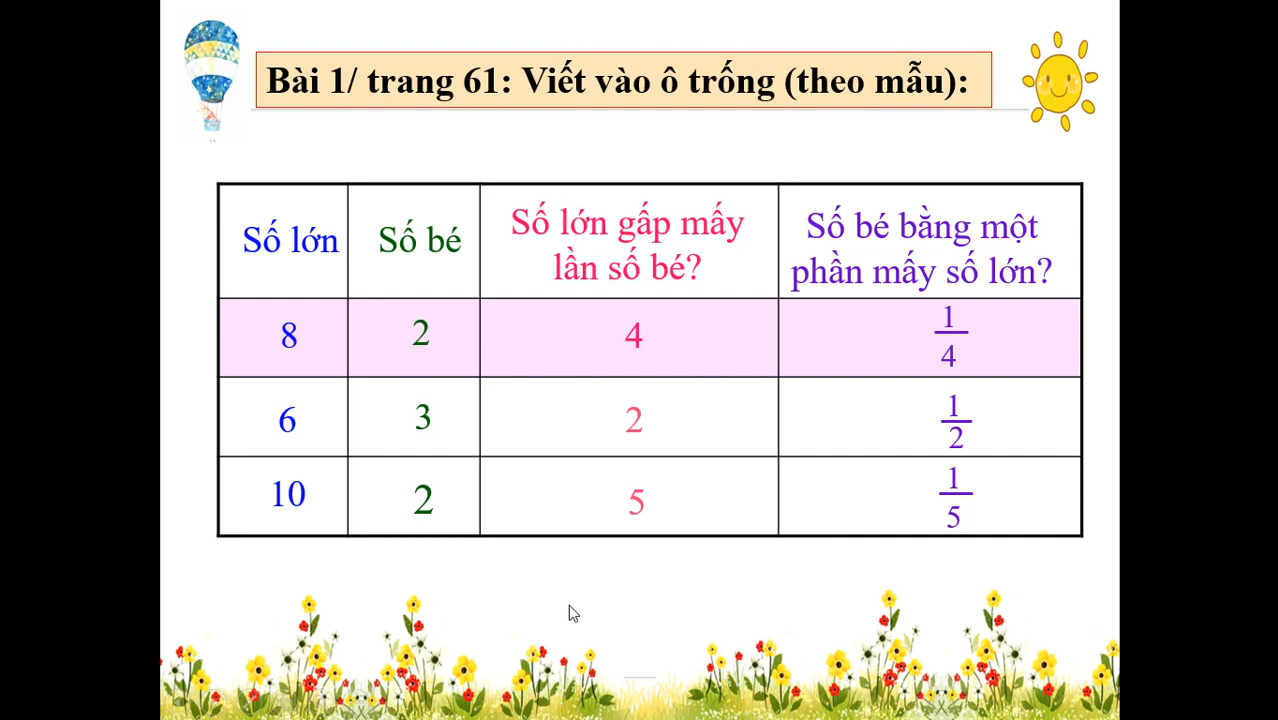 Bài 1/ trang 61: Viết vào ô trống (theo mẫu):
Số lớn
Số bé
Số lớn gấp mấy
lần số bé?
Số bé bằng một
phần mấy số lớn?
8 2 4 1/4
6 3 2 1/2
10 2 5 1/5